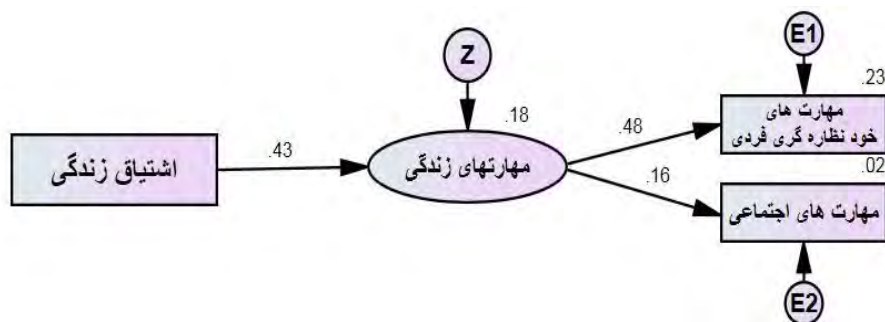 E1
Z
.23
مهارت های
خود نظاره گری فردی
.18
.48
.43
اشتیاق زندگی
مهارتهای زندگی
.16
.02
مهارت های اجتماعی
E2